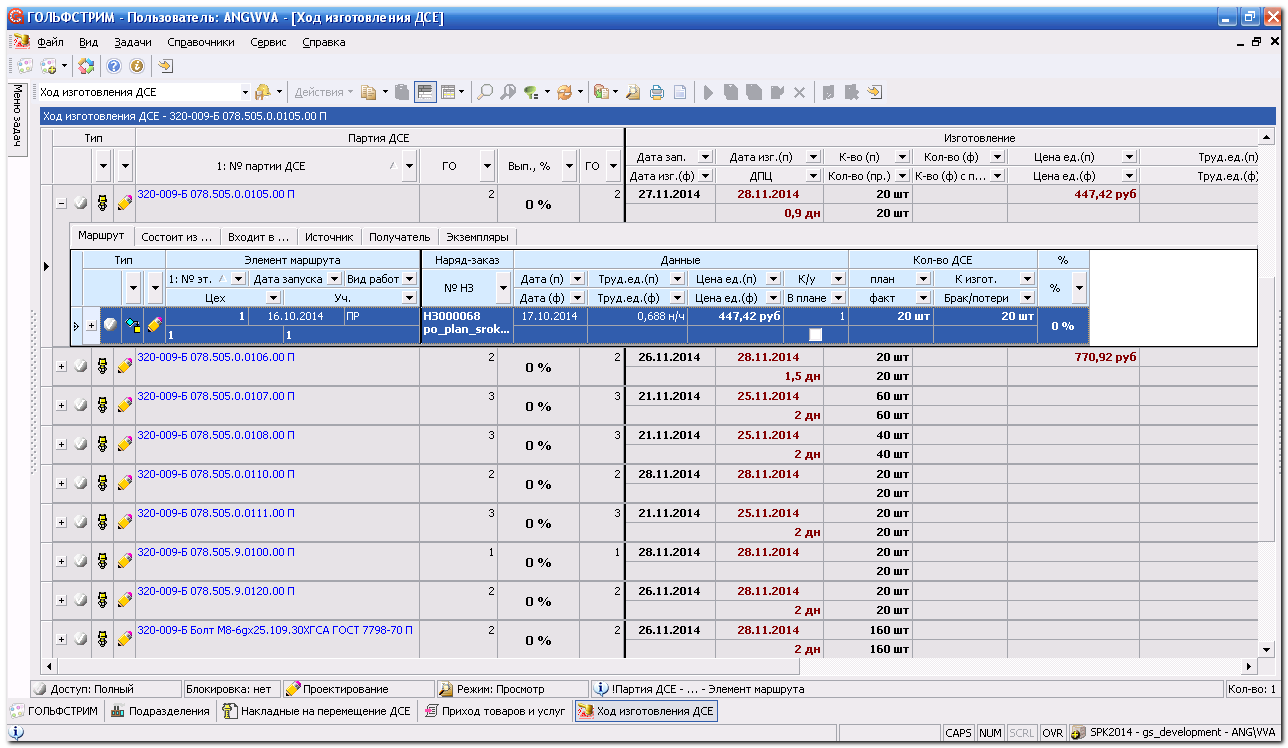 ГОЛЬФСТРИМ - Пользователь: ANG\VVA - [Ход изготовления ДСЕ]
Файл Вид Задачи Справочники Сервис Справка
Меню задач
Ход изготовления ДСЕ Действия
Ход изготовления ДСЕ - 320-009-Б 078.505.0.0105.00 П
Тип Партия ДСЕ Изготовление
1: № партии ДСЕ ГО Вып., % ГО Дата зап. Дата изг.(п) К-во (п) Кол-во (ф) Цена ед.(п) Труд.ед.(п)
Дата изг.(ф) ДПЦ Кол-во (пр.) К-во (ф) с п... Цена ед.(ф) Труд.ед.(ф)
320-009-Б 078.505.0.0105.00 П 2 0 % 2 27.11.2014 28.11.2014 20 шт 447,42 руб
0,9 дн 20 шт
Маршрут Состоит из ... Входит в ... Источник Получатель Экземпляры
Тип Элемент маршрута Наряд-заказ Данные Кол-во ДСЕ %
1: № эт. Дата запуска Вид работ № НЗ Дата (п) Труд.ед.(п) Цена ед.(п) К/у план К изгот. %
Цех Уч. Дата (ф) Труд.ед.(ф) Цена ед.(ф) В плане факт Брак/потери
1 16.10.2014 ПР НЗ000068 17.10.2014 0,688 н/ч 447,42 руб 1 20 шт 20 шт 0 %
1 1 po_plan_srok...
320-009-Б 078.505.0.0106.00 П 2 0 % 2 26.11.2014 28.11.2014 20 шт 770,92 руб
1,5 дн 20 шт
320-009-Б 078.505.0.0107.00 П 3 0 % 3 21.11.2014 25.11.2014 60 шт
2 дн 60 шт
320-009-Б 078.505.0.0108.00 П 3 0 % 3 21.11.2014 25.11.2014 40 шт
2 дн 40 шт
320-009-Б 078.505.0.0110.00 П 2 0 % 2 28.11.2014 28.11.2014 20 шт
20 шт
320-009-Б 078.505.0.0111.00 П 3 0 % 3 21.11.2014 25.11.2014 20 шт
2 дн 20 шт
320-009-Б 078.505.9.0100.00 П 1 0 % 1 28.11.2014 28.11.2014 20 шт
20 шт
320-009-Б 078.505.9.0120.00 П 2 0 % 2 26.11.2014 28.11.2014 20 шт
2 дн 20 шт
320-009-Б Болт М8-6gх25.109.30ХГСА ГОСТ 7798-70 П 2 0 % 2 26.11.2014 28.11.2014 160 шт
2 дн 160 шт
Доступ: Полный Блокировка: нет Проектирование Режим: Просмотр !Партия ДСЕ - ... - Элемент маршрута Кол-во: 1
ГОЛЬФСТРИМ Подразделения Накладные на перемещение ДСЕ Приход товаров и услуг Ход изготовления ДСЕ
CAPS NUM SCRL OVR SPK2014 - gs_development - ANG\VVA